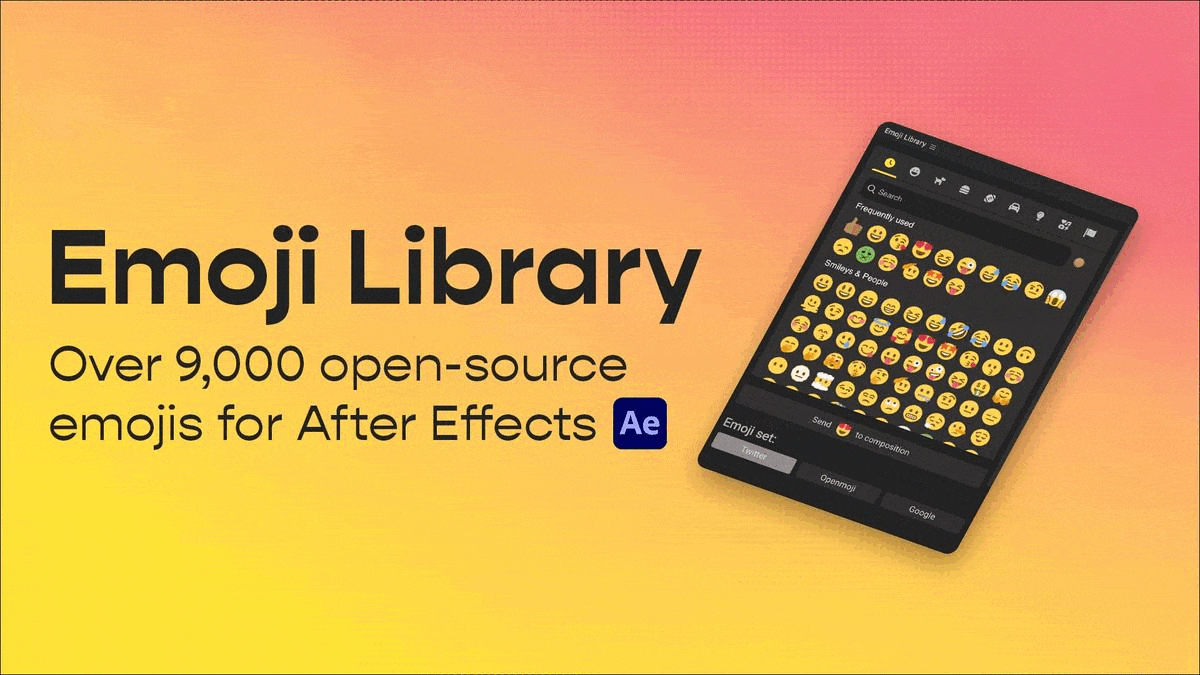 Emoji Library
Over 9,000 open-source
emojis for After Effects Ae
Emoji Library
Search
Frequently used
Smileys & People
Send to composition
Emoji set:
Twitter
Openmoji
Google